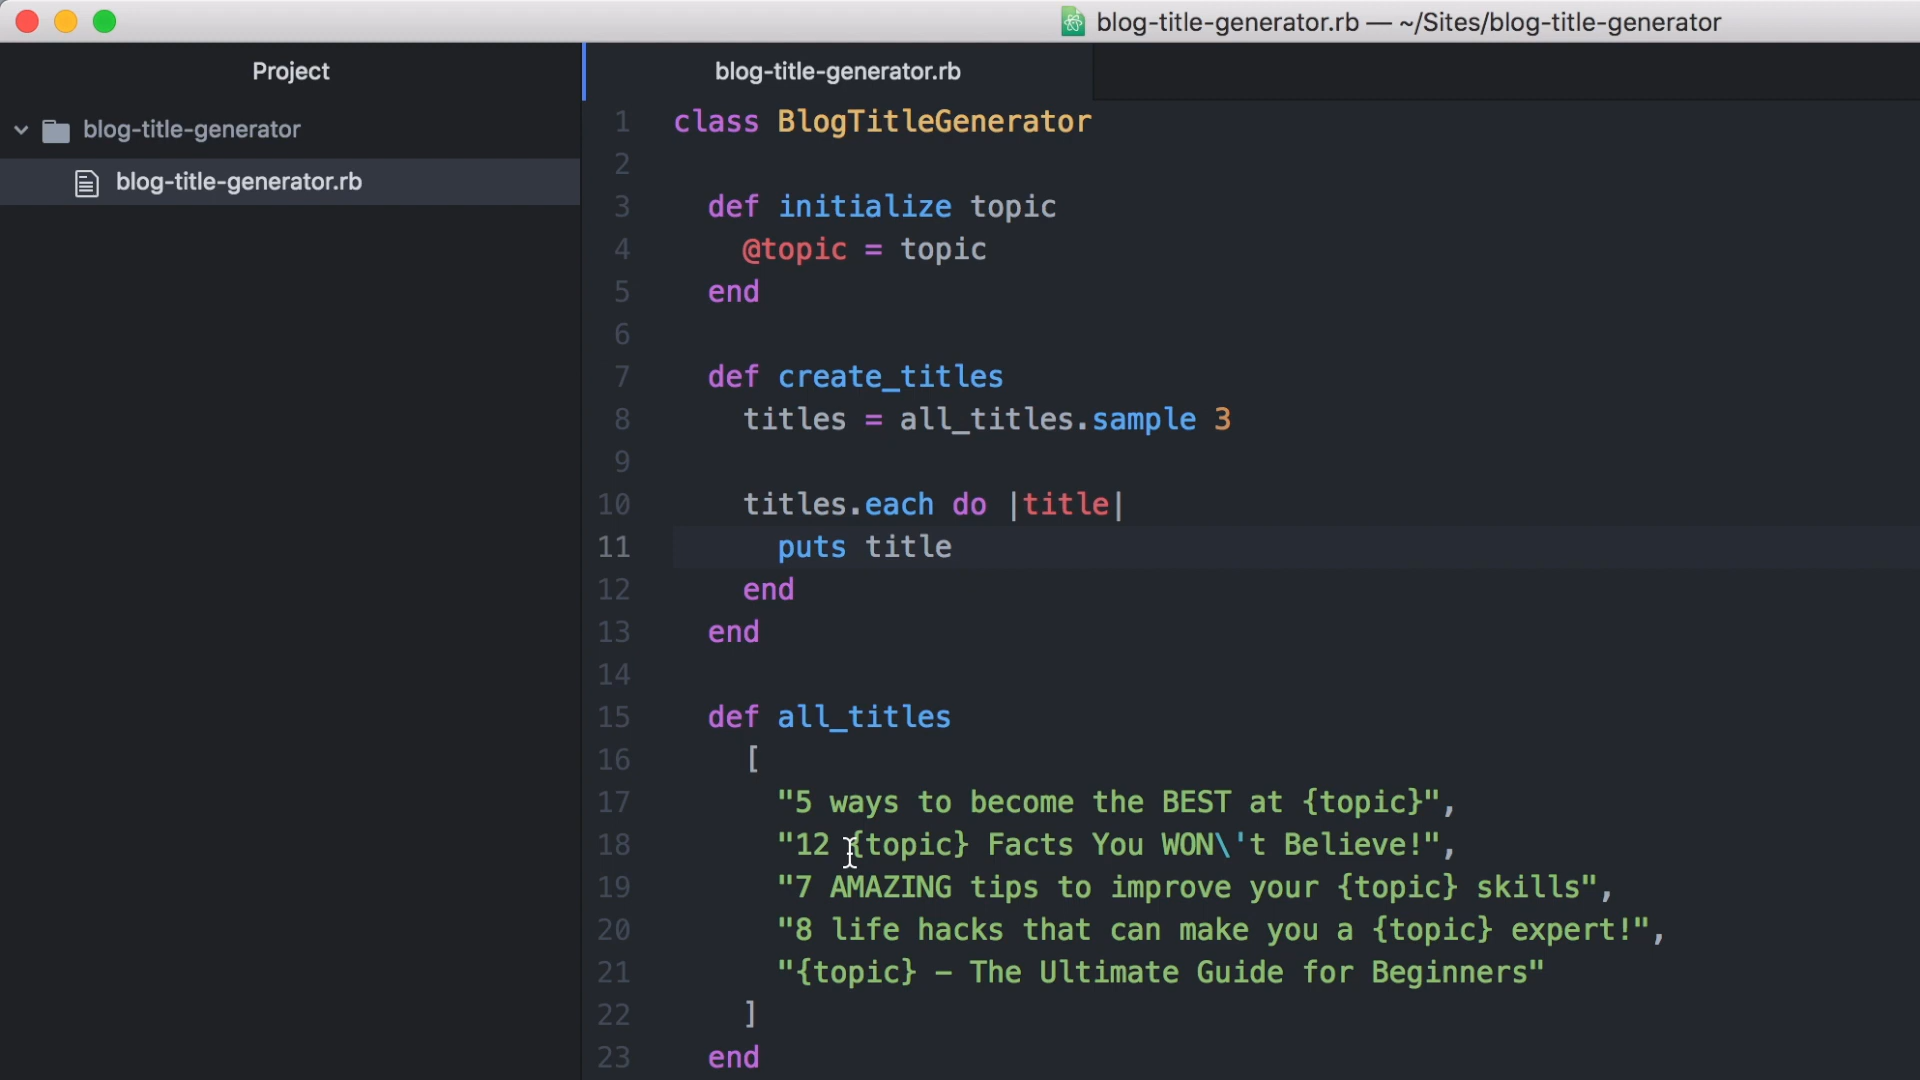 blog-title-generator.rb — ~/Sites/blog-title-generator
Project
blog-title-generator.rb
blog-title-generator
blog-title-generator.rb
1 class BlogTitleGenerator
2
3 def initialize topic
4 @topic = topic
5 end
6
7 def create_titles
8 titles = all_titles.sample 3
9
10 titles.each do |title|
11 puts title
12 end
13 end
14
15 def all_titles
16 [
17 "5 ways to become the BEST at {topic}",
18 "12 {topic} Facts You WON\'t Believe!",
19 "7 AMAZING tips to improve your {topic} skills",
20 "8 life hacks that can make you a {topic} expert!",
21 "{topic} – The Ultimate Guide for Beginners"
22 ]
23 end